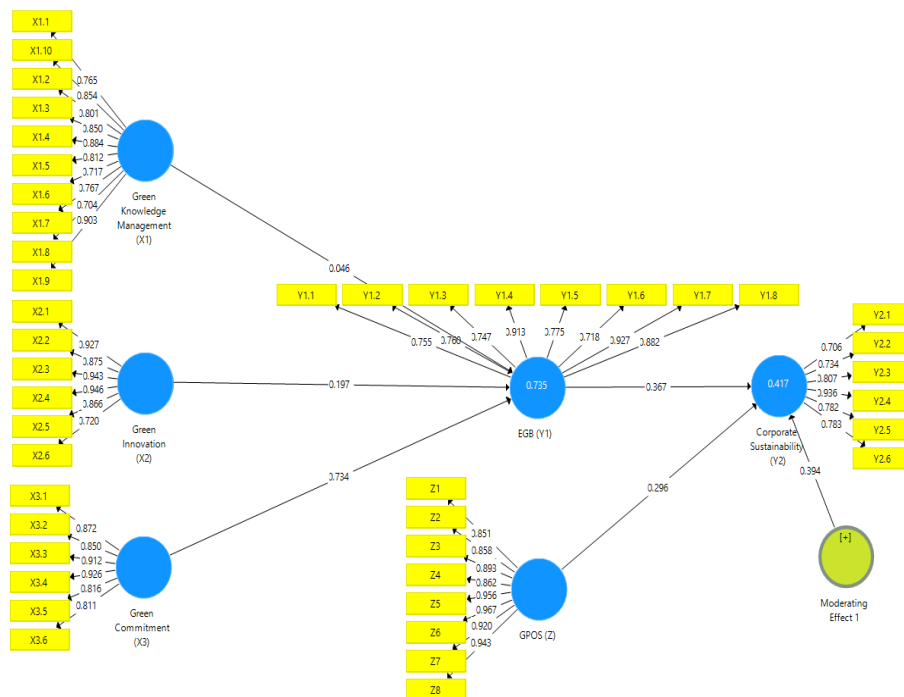 X1.1
X1.10
X1.2
X1.3
X1.4
X1.5
X1.6
X1.7
X1.8
X1.9
0.765
0.854
0.801
0.850
0.884
0.812
0.717
0.767
0.704
0.903
Green
Knowledge
Management
(X1)
0.046
X2.1
X2.2
X2.3
X2.4
X2.5
X2.6
0.927
0.875
0.943
0.946
0.866
0.720
Green
Innovation
(X2)
0.197
X3.1
X3.2
X3.3
X3.4
X3.5
X3.6
0.872
0.850
0.912
0.926
0.816
0.811
Green
Commitment
(X3)
0.734
Y1.1
Y1.2
Y1.3
Y1.4
Y1.5
Y1.6
Y1.7
Y1.8
0.755
0.760
0.747
0.913
0.775
0.718
0.927
0.882
0.735
EGB (Y1)
0.367
Z1
Z2
Z3
Z4
Z5
Z6
Z7
Z8
0.851
0.858
0.893
0.862
0.956
0.967
0.920
0.943
GPOS (Z)
0.296
0.417
Corporate
Sustainability
(Y2)
Y2.1
Y2.2
Y2.3
Y2.4
Y2.5
Y2.6
0.706
0.734
0.807
0.936
0.782
0.783
0.394
[+]
Moderating
Effect 1